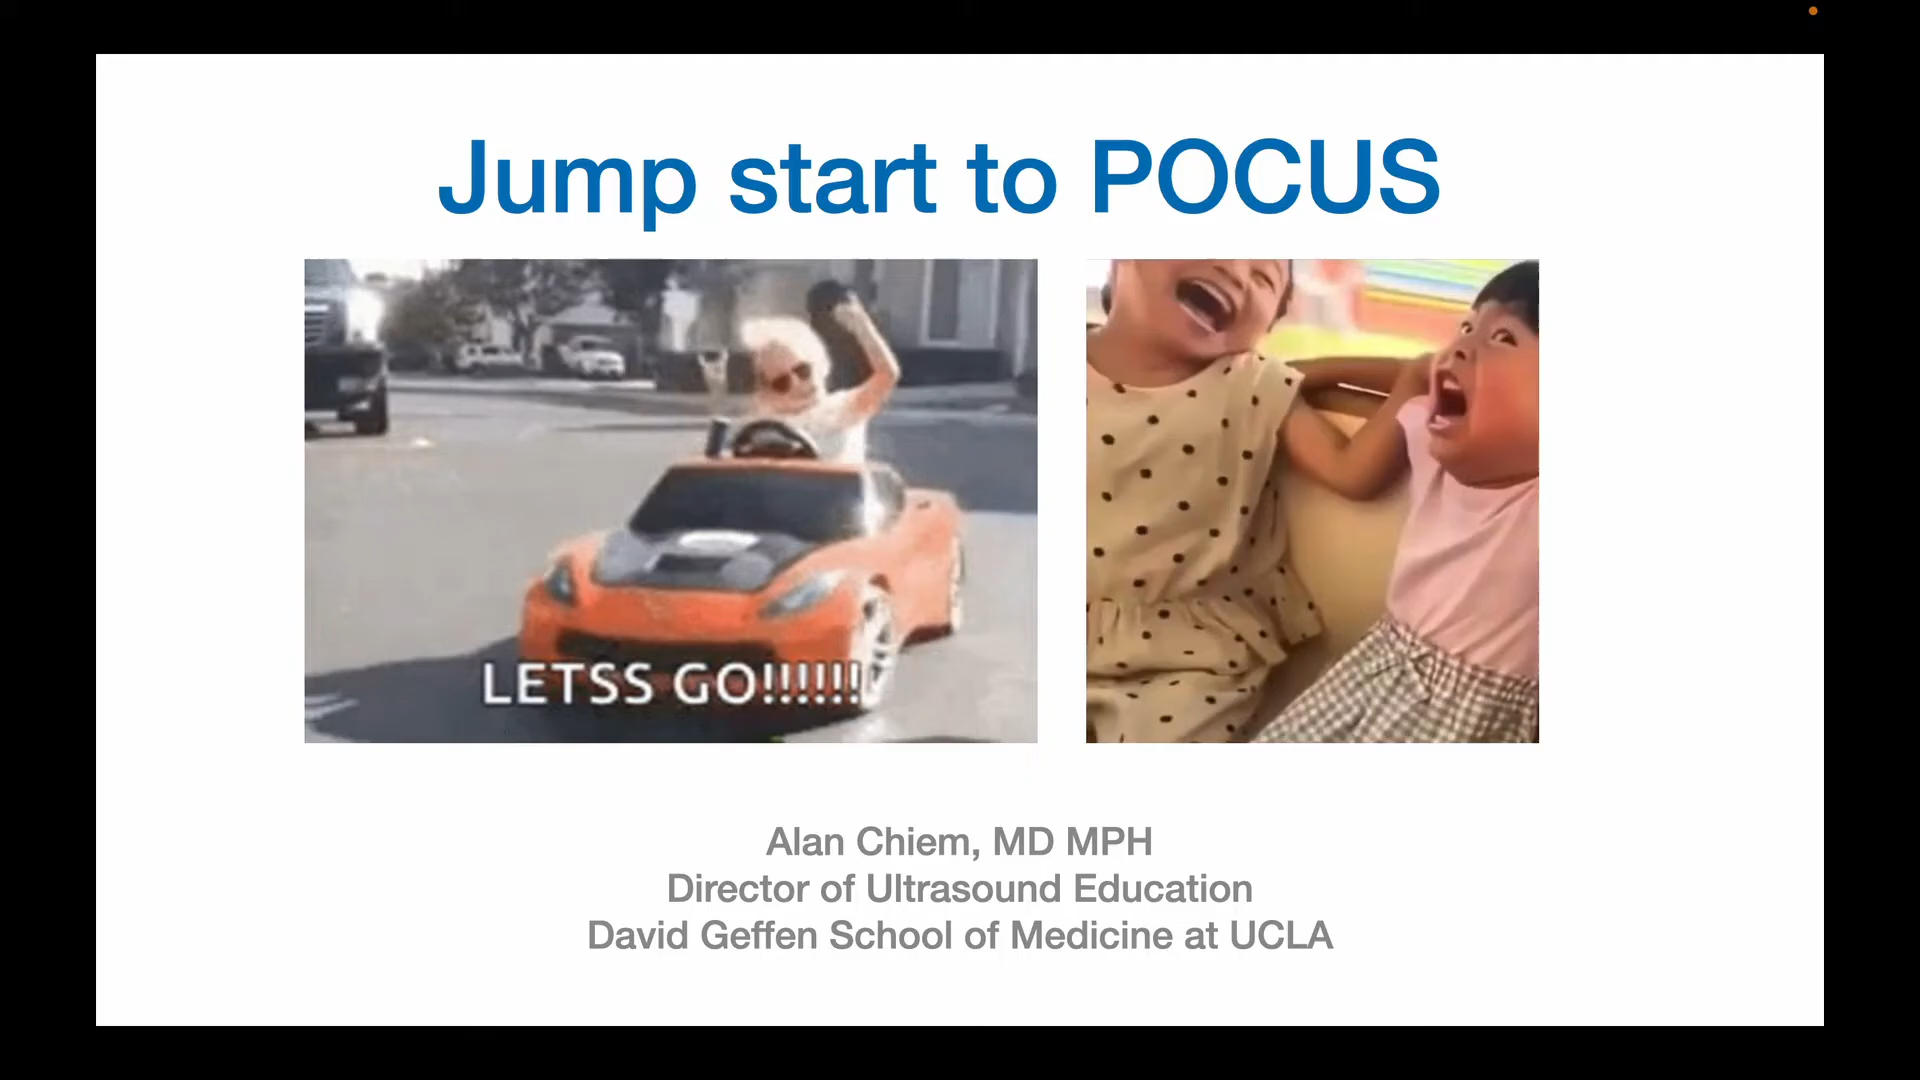 Jump start to POCUS
LETSS GO!!!!!!
Alan Chiem, MD MPH
Director of Ultrasound Education
David Geffen School of Medicine at UCLA